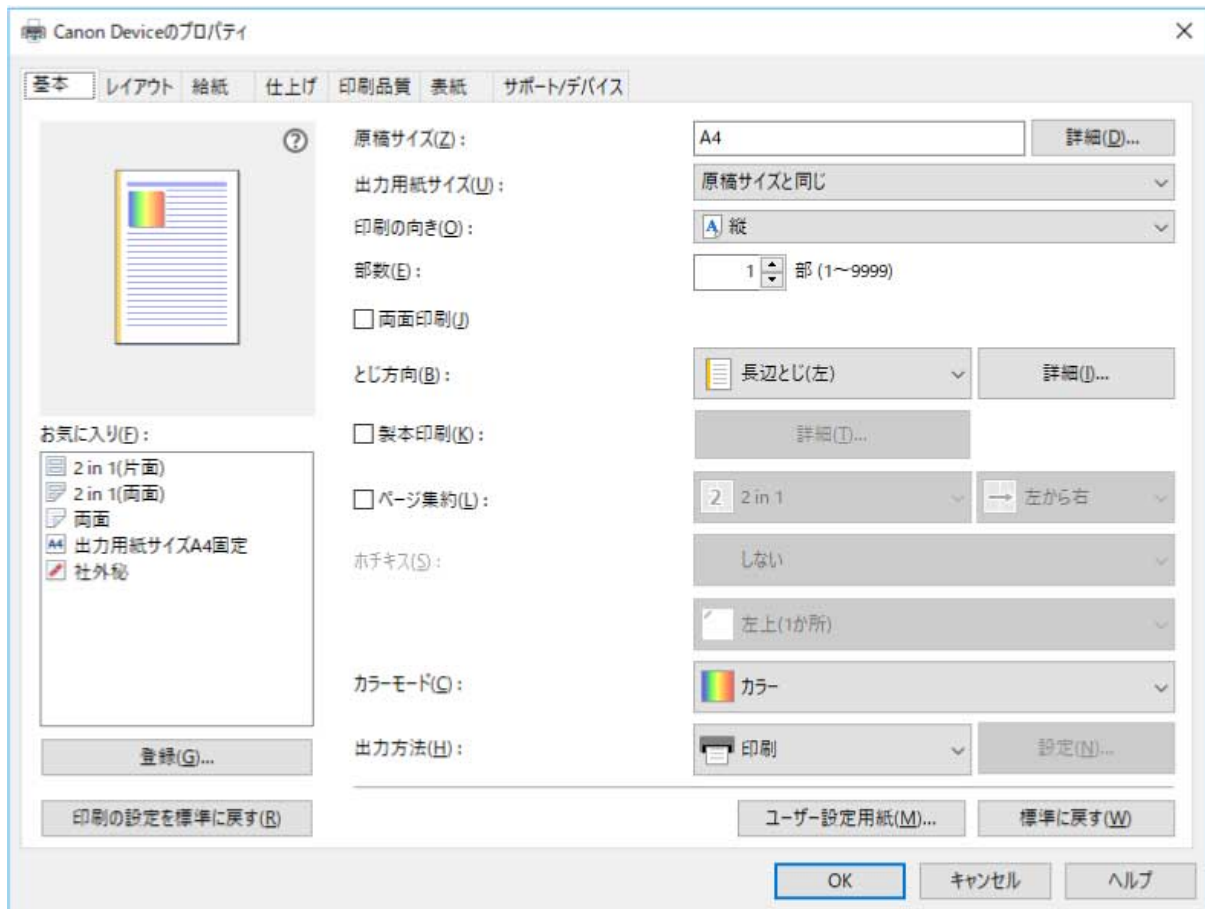 Canon Deviceのプロパティ
基本 レイアウト 給紙 仕上げ 印刷品質 表紙 サポート/デバイス
原稿サイズ(Z) : A4 詳細(D)...
出力用紙サイズ(U) : 原稿サイズと同じ
印刷の向き(O) : A 縦
部数(E) : 1 部 (1～9999)
両面印刷(J)
とじ方向(B) : 長辺とじ(左) 詳細(I)...
製本印刷(K) : 詳細(T)...
ページ集約(L) : 2 2 in 1 左から右
ホチキス(S) : しない
左上(1か所)
カラーモード(C) : カラー
出力方法(H) : 印刷 設定(N)...
お気に入り(F) :
2 in 1(片面)
2 in 1(両面)
両面
A4 出力用紙サイズA4固定
社外秘
登録(G)...
印刷の設定を標準に戻す(R)
ユーザー設定用紙(M)... 標準に戻す(W)
OK キャンセル ヘルプ